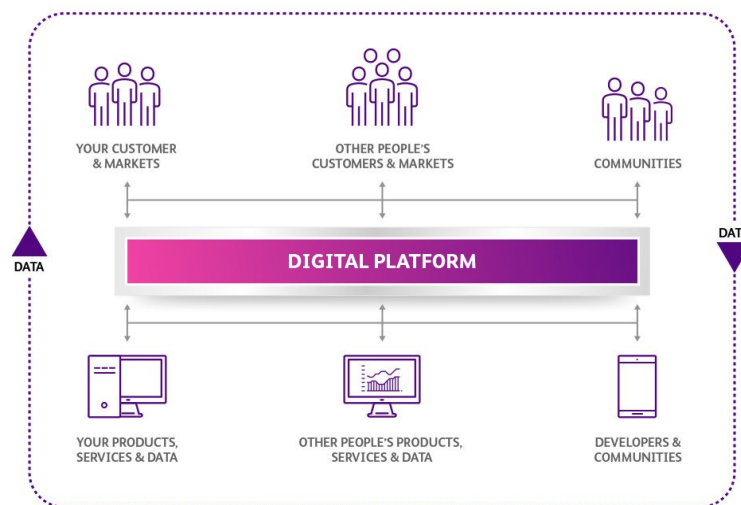 YOUR CUSTOMER
& MARKETS
OTHER PEOPLE'S
CUSTOMERS & MARKETS
COMMUNITIES
DATA
DAT
DIGITAL PLATFORM
YOUR PRODUCTS,
SERVICES & DATA
OTHER PEOPLE'S PRODUCTS,
SERVICES & DATA
DEVELOPERS &
COMMUNITIES